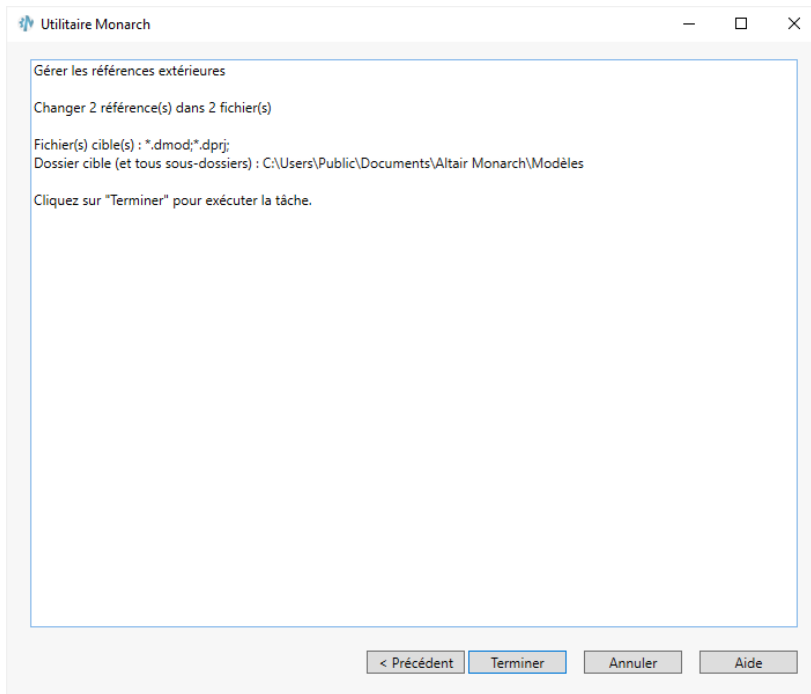 Utilitaire Monarch
Gérer les références extérieures
Changer 2 référence(s) dans 2 fichier(s)
Fichier(s) cible(s) : *.dmod;*.dprj;
Dossier cible (et tous sous-dossiers) : C:\Users\Public\Documents\Altair Monarch\Modèles
Cliquez sur "Terminer" pour exécuter la tâche.
< Précédent Terminer Annuler Aide